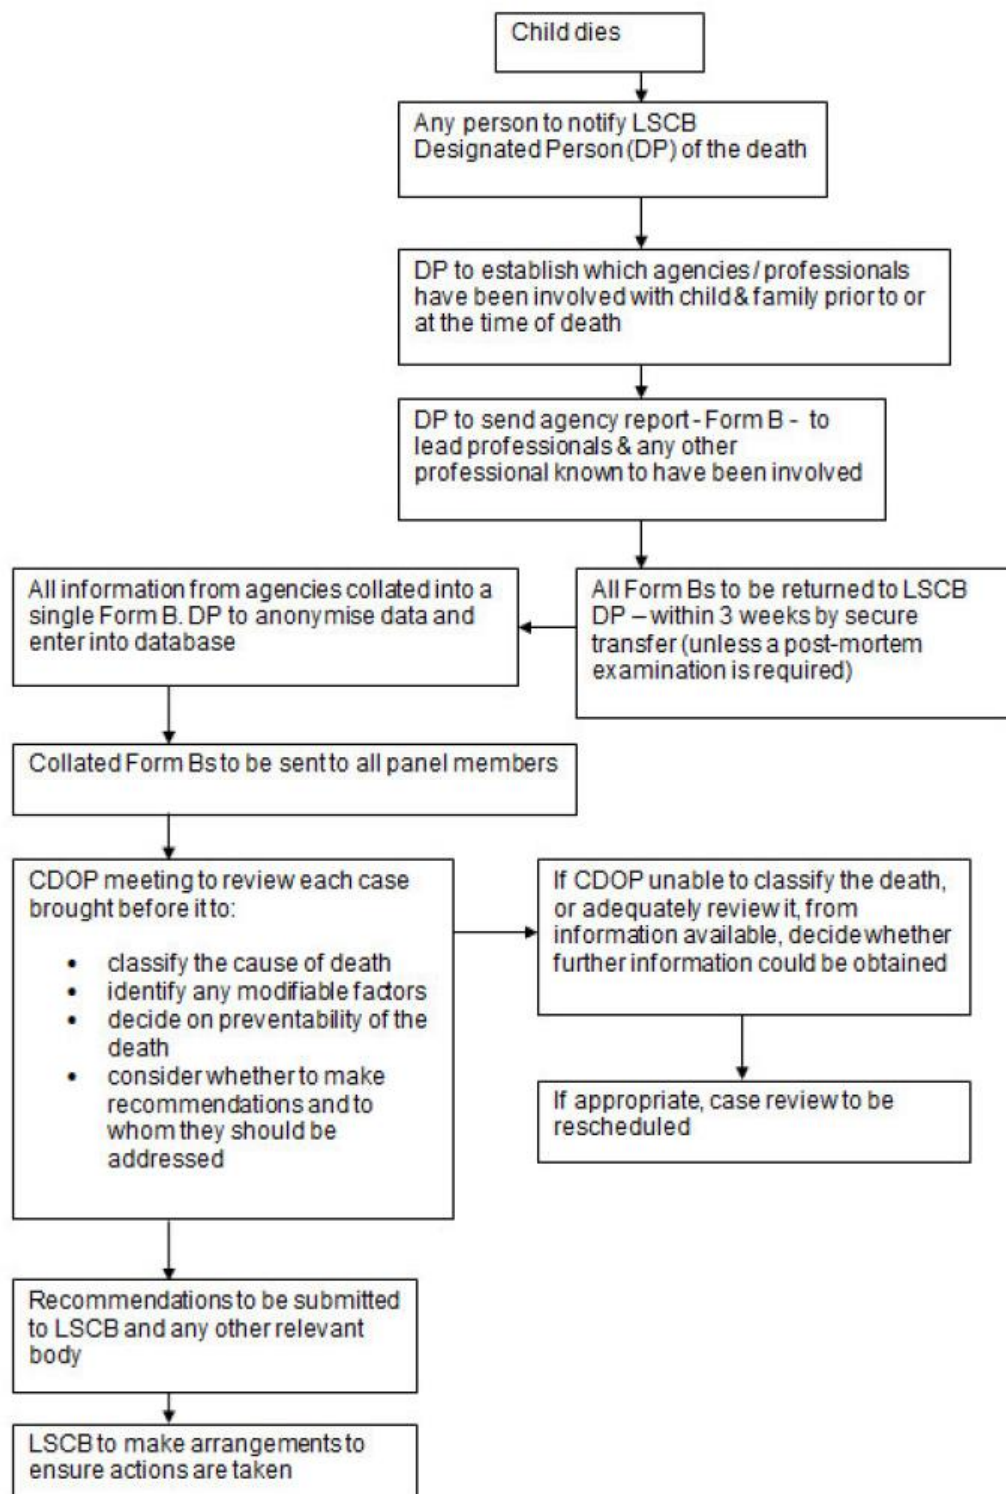 Child dies
Any person to notify LSCB
Designated Person (DP) of the death
DP to establish which agencies / professionals
have been involved with child & family prior to or
at the time of death
DP to send agency report - Form B - to
lead professionals & any other
professional known to have been involved
All Form Bs to be returned to LSCB
DP – within 3 weeks by secure
transfer (unless a post-mortem
examination is required)
All information from agencies collated into a
single Form B. DP to anonymise data and
enter into database
Collated Form Bs to be sent to all panel members
CDOP meeting to review each case
brought before it to:
• classify the cause of death
• identify any modifiable factors
• decide on preventability of the
death
• consider whether to make
recommendations and to
whom they should be
addressed
If CDOP unable to classify the death,
or adequately review it, from
information available, decide whether
further information could be obtained
If appropriate, case review to be
rescheduled
Recommendations to be submitted
to LSCB and any other relevant
body
LSCB to make arrangements to
ensure actions are taken